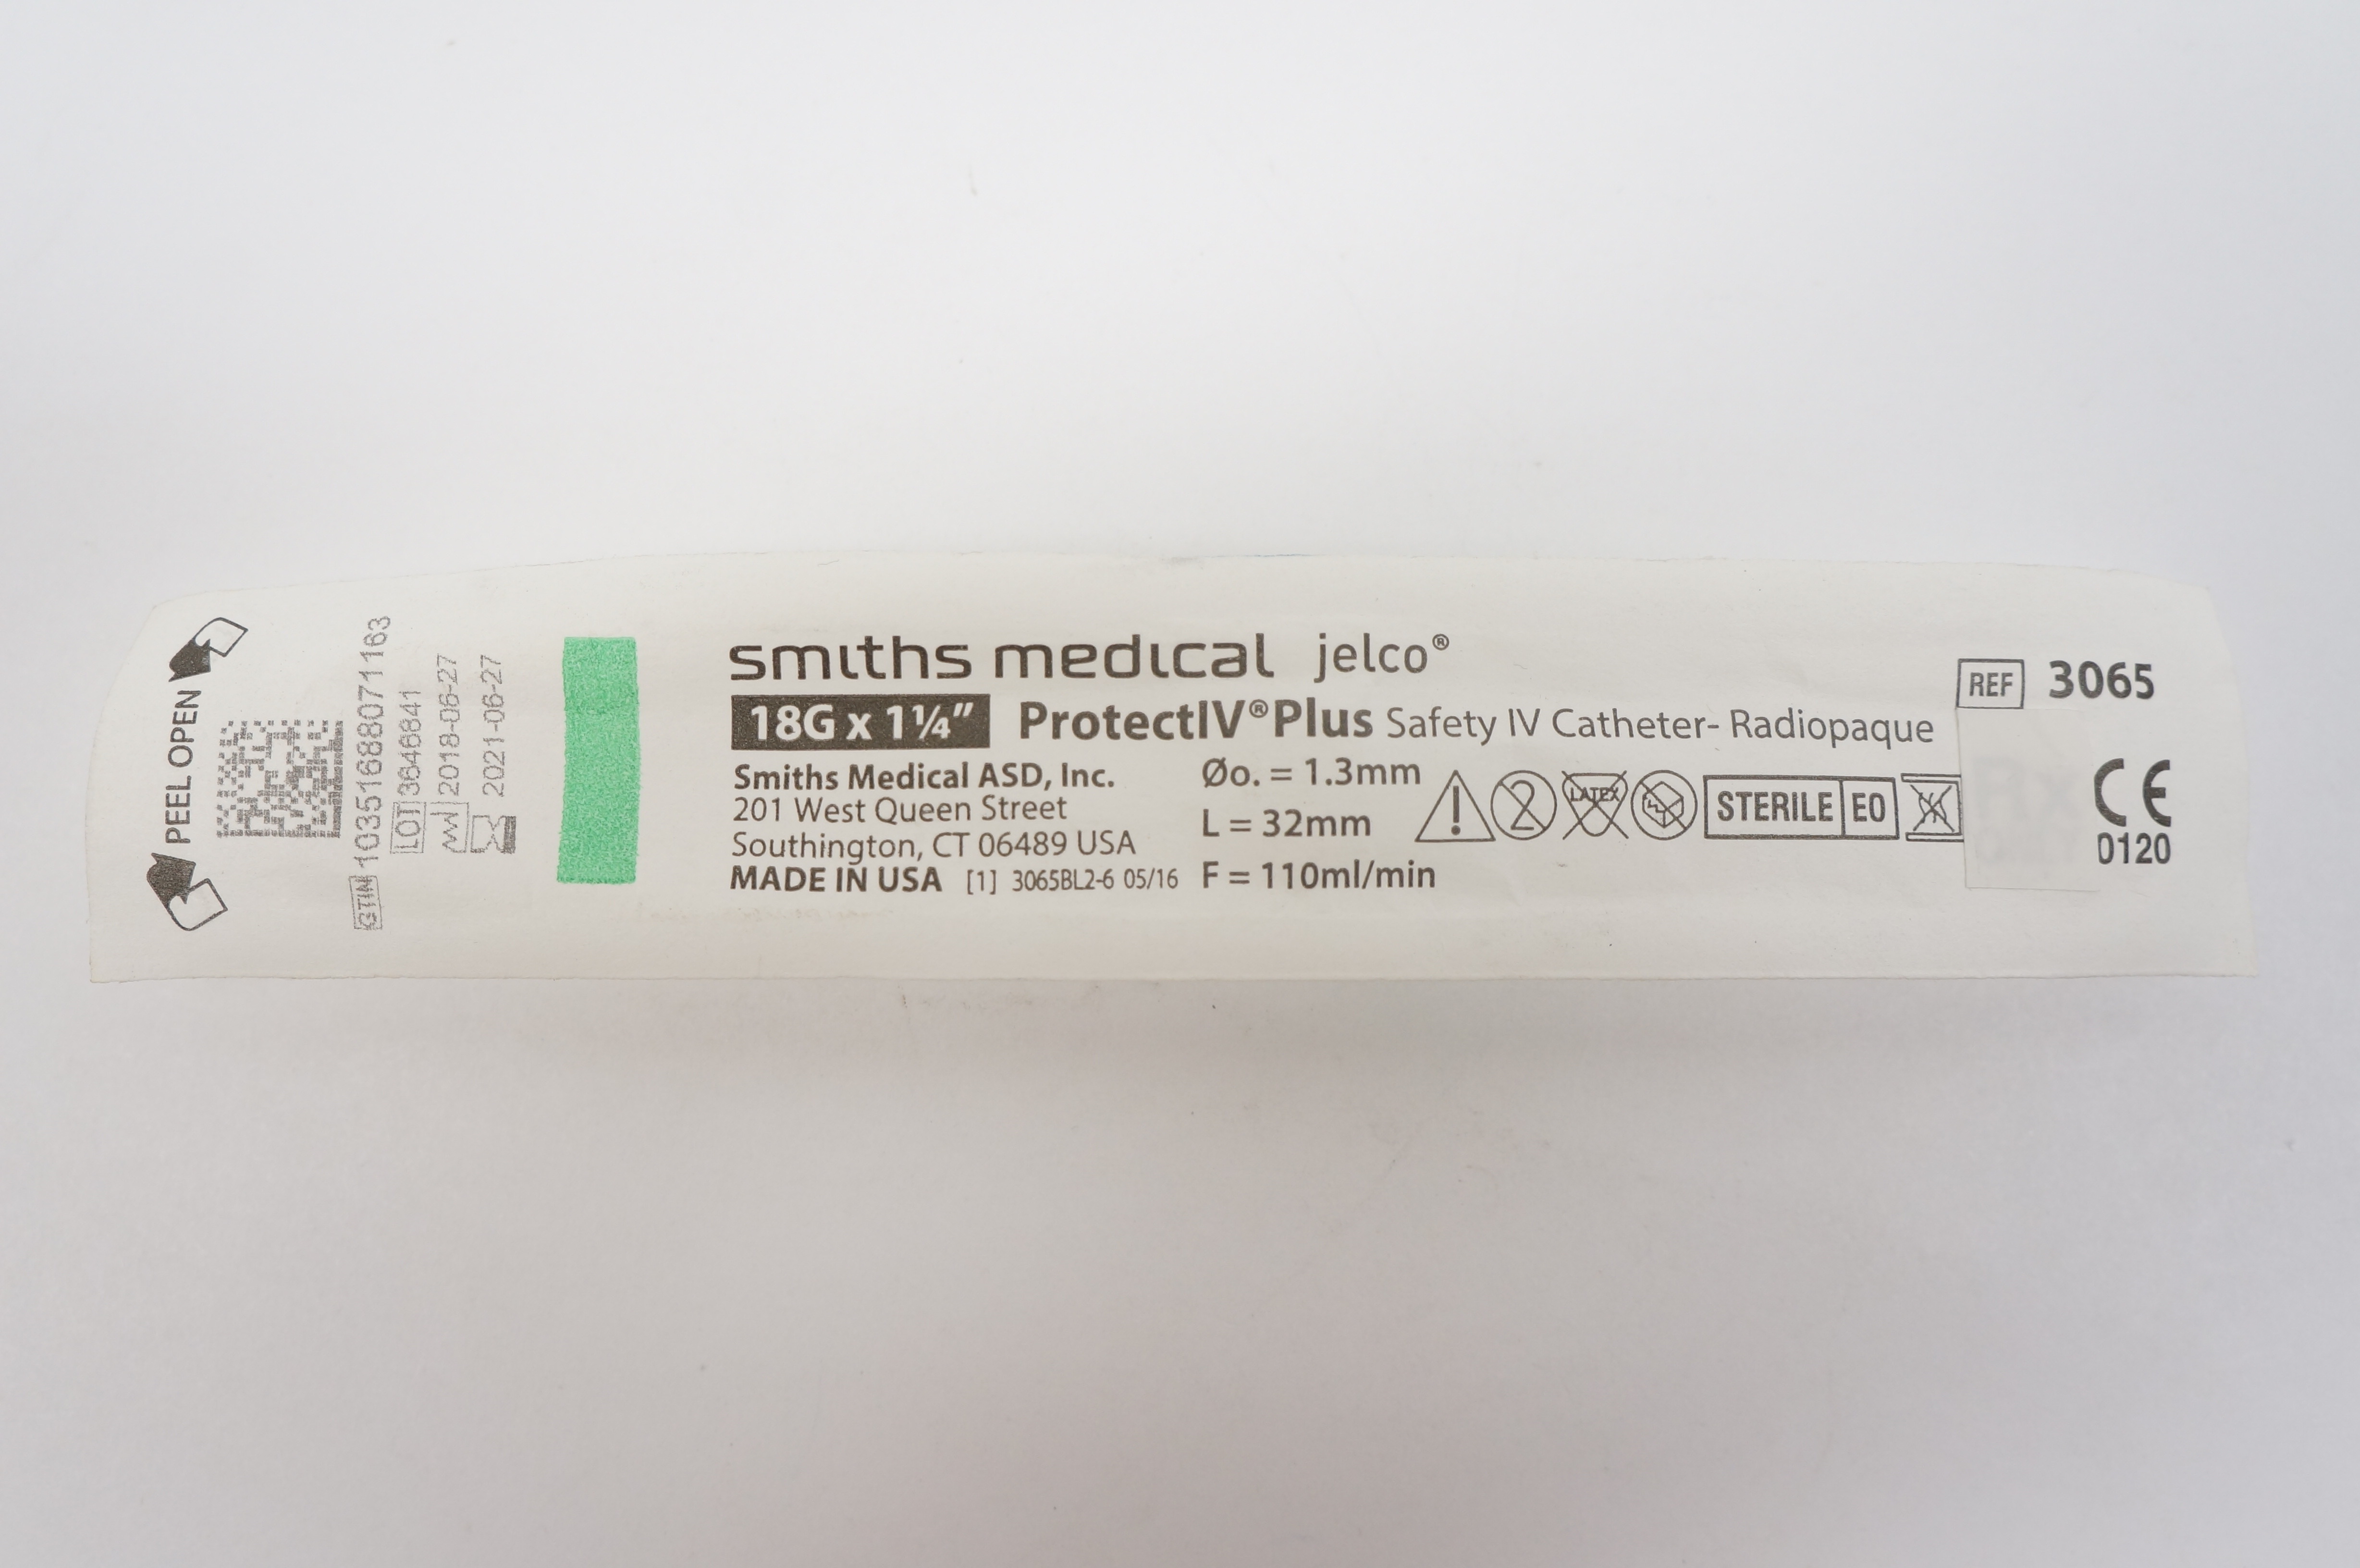 PEEL OPEN
GTIN 10351688071163
LOT 3646841
2018-06-27
2021-06-27
smiths medical jelco®
18G x 1¼" ProtectIV®Plus Safety IV Catheter- Radiopaque
REF 3065
Smiths Medical ASD, Inc.
201 West Queen Street
Southington, CT 06489 USA
MADE IN USA [1] 3065BL2-6 05/16
Øo. = 1.3mm
L = 32mm
F = 110ml/min
2
LATEX
STERILE EO
CE
0120